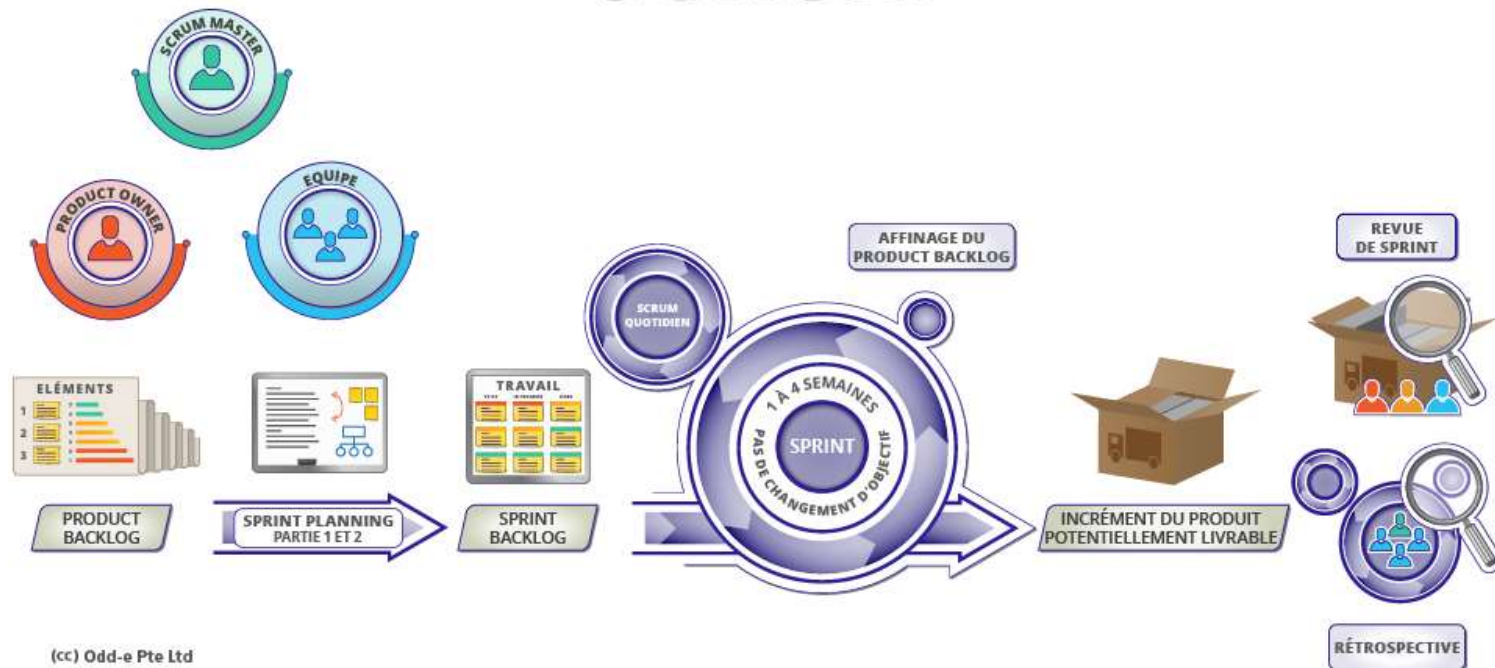 SCRUM MASTER
PRODUCT OWNER
EQUIPE
AFFINAGE DU
PRODUCT BACKLOG
REVUE
DE SPRINT
SCRUM
QUOTIDIEN
ELÉMENTS
1
2
3
TRAVAIL
1 À 4 SEMAINES
PAS DE CHANGEMENT D'OBJECTIF
SPRINT
PRODUCT
BACKLOG
SPRINT PLANNING
PARTIE 1 ET 2
SPRINT
BACKLOG
INCRÉMENT DU PRODUIT
POTENTIELLEMENT LIVRABLE
RÉTROSPECTIVE
(cc) Odd-e Pte Ltd